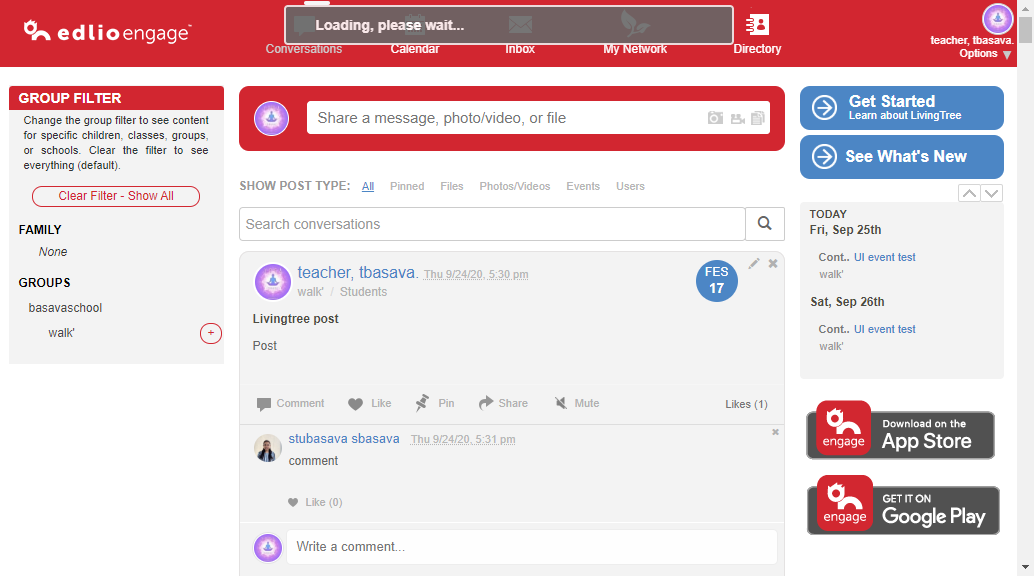 edlio engage™
Loading, please wait...
Conversations
Calendar
Inbox
My Network
Directory
teacher, tbasava.
Options ▼
GROUP FILTER
Change the group filter to see content
for specific children, classes, groups,
or schools. Clear the filter to see
everything (default).
Clear Filter - Show All
FAMILY
None
GROUPS
basavaschool
walk'
+
Share a message, photo/video, or file
SHOW POST TYPE: All Pinned Files Photos/Videos Events Users
Search conversations
teacher, tbasava. Thu 9/24/20, 5:30 pm
walk' / Students
FES
17
Livingtree post
Post
Comment Like Pin Share Mute Likes (1)
stubasava sbasava Thu 9/24/20, 5:31 pm
comment
Like (0)
Write a comment...
Get Started
Learn about LivingTree
See What's New
TODAY
Fri, Sep 25th
Cont.. UI event test
walk'
Sat, Sep 26th
Cont.. UI event test
walk'
engage
Download on the
App Store
engage
GET IT ON
Google Play